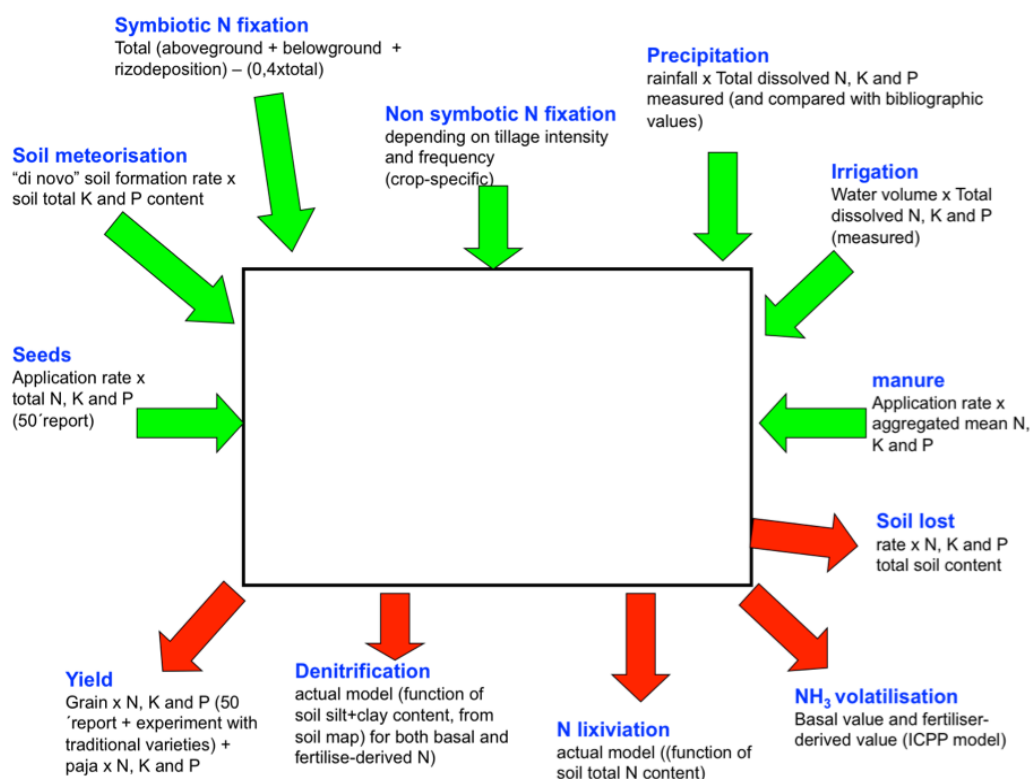 Symbiotic N fixation
Total (aboveground + belowground +
rizodeposition) – (0,4xtotal)
Precipitation
rainfall x Total dissolved N, K and P
measured (and compared with bibliographic
values)
Non symbotic N fixation
depending on tillage intensity
and frequency
(crop-specific)
Soil meteorisation
“di novo” soil formation rate x
soil total K and P content
Irrigation
Water volume x Total
dissolved N, K and P
(measured)
Seeds
Application rate x
total N, K and P
(50´report)
manure
Application rate x
aggregated mean N,
K and P
Soil lost
rate x N, K and P
total soil content
Yield
Grain x N, K and P (50
´report + experiment with
traditional varieties) +
paja x N, K and P
Denitrification
actual model (function of
soil silt+clay content, from
soil map) for both basal and
fertilise-derived N)
N lixiviation
actual model ((function of
soil total N content)
NH3 volatilisation
Basal value and fertiliser-
derived value (ICPP model)